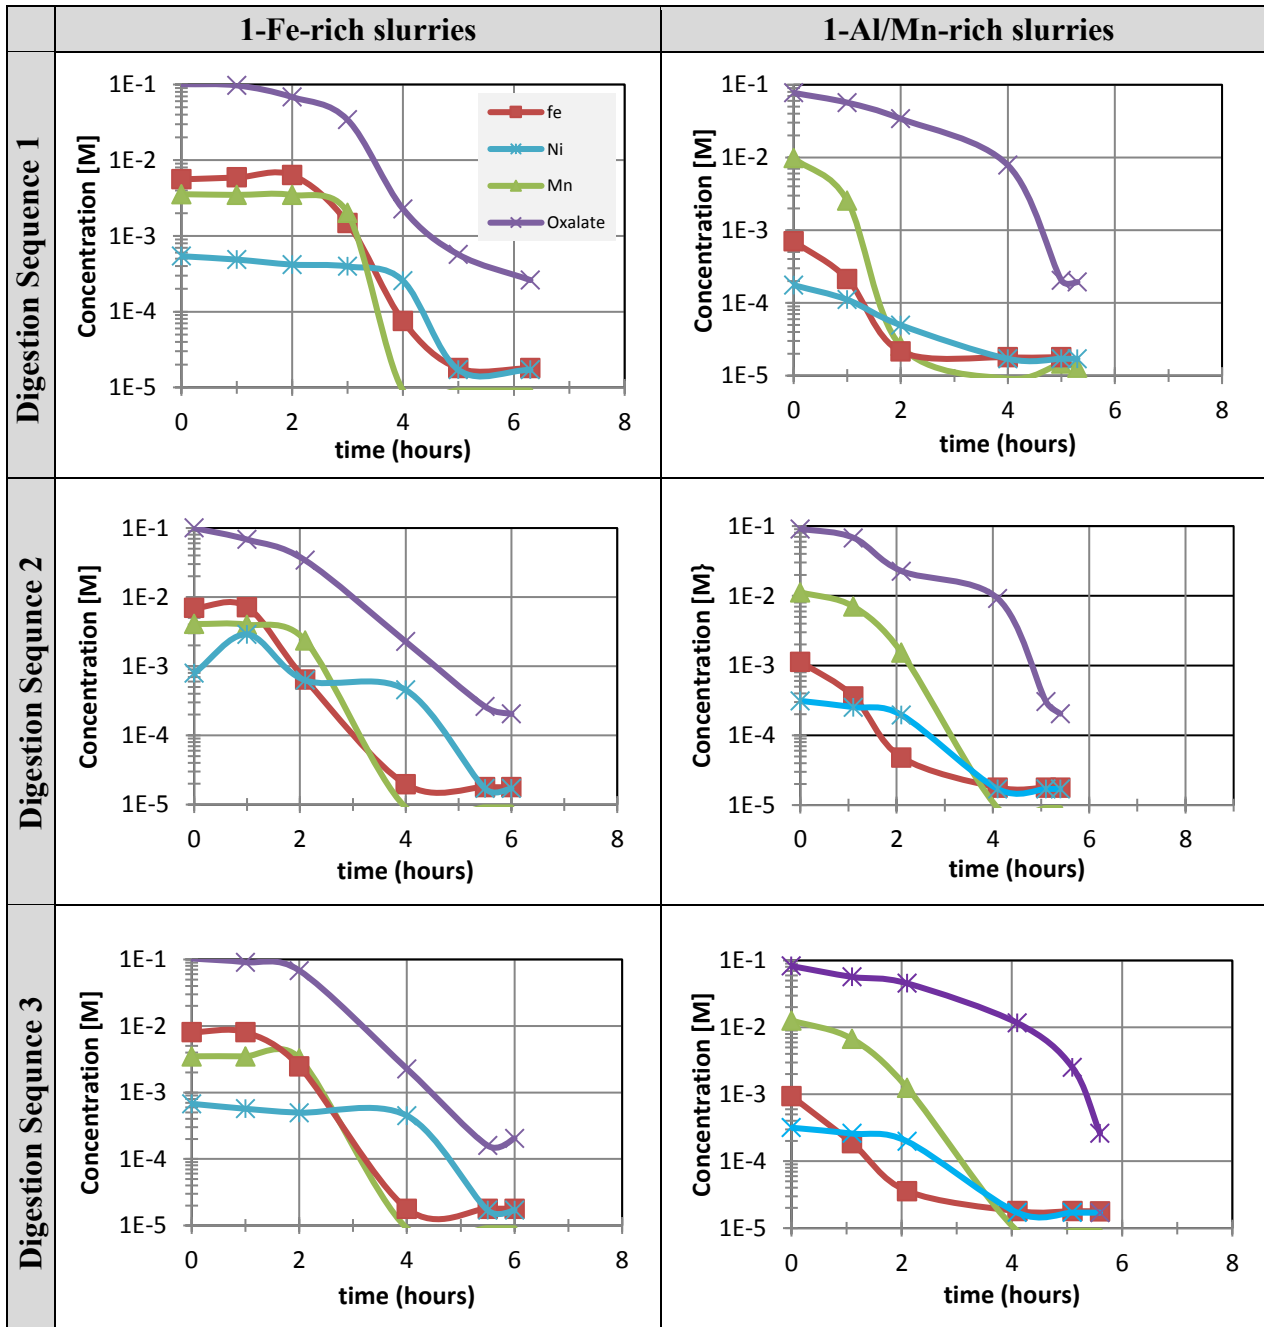 1-Fe-rich slurries
1-Al/Mn-rich slurries
Digestion Sequence 1
1E-1
1E-2
1E-3
1E-4
1E-5
Concentration [M]
fe
Ni
Mn
Oxalate
0 2 4 6 8
time (hours)
1E-1
1E-2
1E-3
1E-4
1E-5
Concentration [M]
0 2 4 6 8
time (hours)
Digestion Sequnce 2
1E-1
1E-2
1E-3
1E-4
1E-5
Concentration [M]
0 2 4 6 8
time (hours)
1E-1
1E-2
1E-3
1E-4
1E-5
Concentration [M}
0 2 4 6 8
time (hours)
Digestion Sequnce 3
1E-1
1E-2
1E-3
1E-4
1E-5
Concentration [M]
0 2 4 6 8
time (hours)
1E-1
1E-2
1E-3
1E-4
1E-5
Concentration [M]
0 2 4 6 8
time (hours)